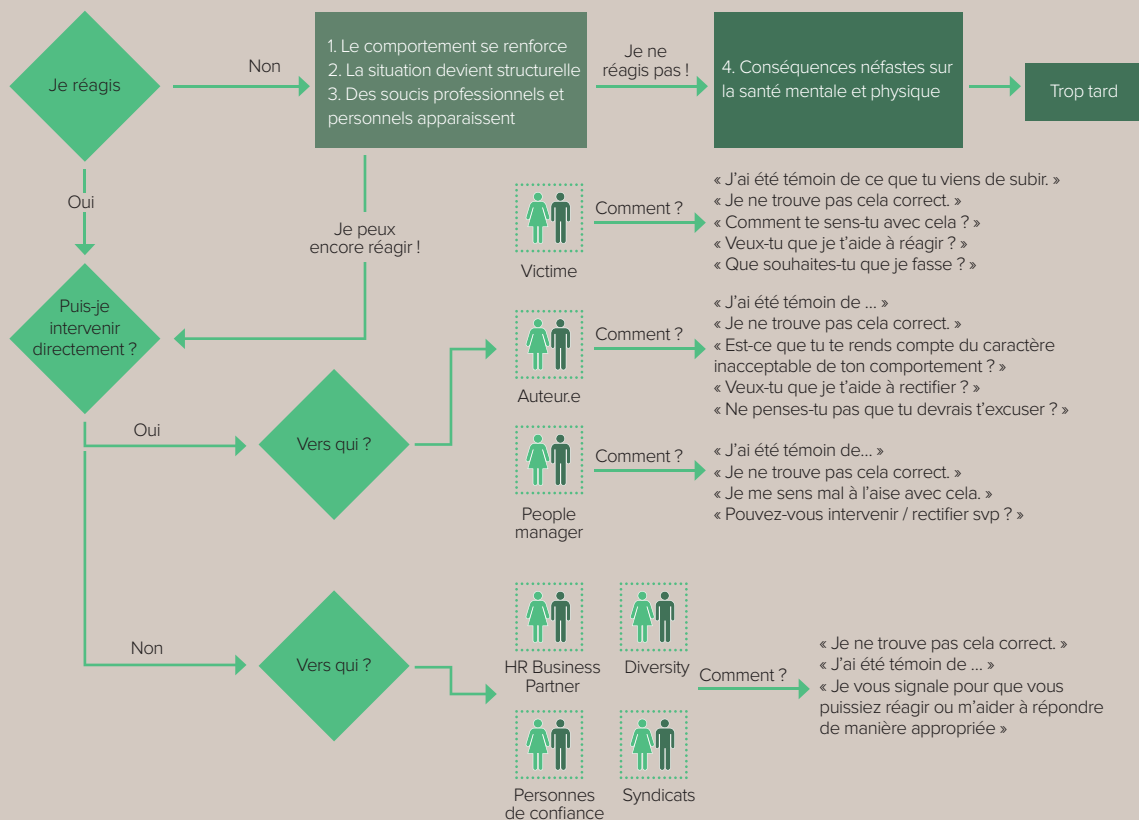 Je réagis
Non
1. Le comportement se renforce
2. La situation devient structurelle
3. Des soucis professionnels et
personnels apparaissent
Je ne
réagis pas !
4. Conséquences néfastes sur
la santé mentale et physique
Trop tard
Oui
Je peux
encore réagir !
Puis-je
intervenir
directement ?
Victime
Comment ?
« J’ai été témoin de ce que tu viens de subir. »
« Je ne trouve pas cela correct. »
« Comment te sens-tu avec cela ? »
« Veux-tu que je t’aide à réagir ? »
« Que souhaites-tu que je fasse ? »
Oui
Vers qui ?
Auteur.e
Comment ?
« J’ai été témoin de ... »
« Je ne trouve pas cela correct. »
« Est-ce que tu te rends compte du caractère
inacceptable de ton comportement ? »
« Veux-tu que je t’aide à rectifier ? »
« Ne penses-tu pas que tu devrais t’excuser ? »
People
manager
Comment ?
« J’ai été témoin de... »
« Je ne trouve pas cela correct. »
« Je me sens mal à l’aise avec cela. »
« Pouvez-vous intervenir / rectifier svp ? »
Non
Vers qui ?
HR Business
Partner
Diversity
Personnes
de confiance
Syndicats
Comment ?
« Je ne trouve pas cela correct. »
« J’ai été témoin de ... »
« Je vous signale pour que vous
puissiez réagir ou m’aider à répondre
de manière appropriée »